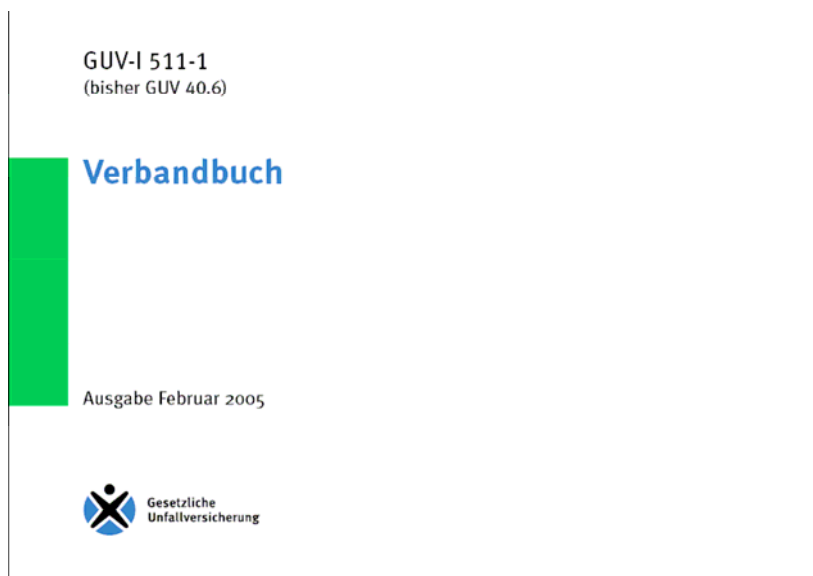 GUV-I 511-1
(bisher GUV 40.6)
Verbandbuch
Ausgabe Februar 2005
Gesetzliche
Unfallversicherung